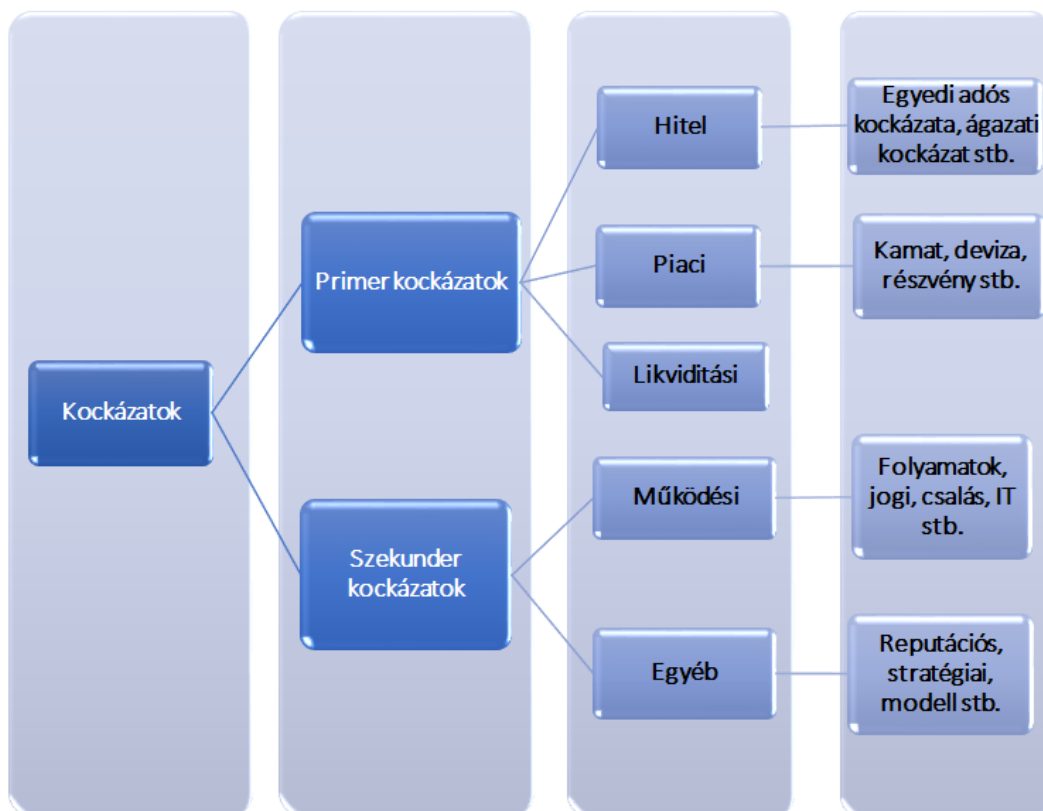 Kockázatok
Primer kockázatok
Szekunder
kockázatok
Hitel
Piaci
Likviditási
Működési
Egyéb
Egyedi adós
kockázata, ágazati
kockázat stb.
Kamat, deviza,
részvény stb.
Folyamatok,
jogi, csalás, IT
stb.
Reputációs,
stratégiai,
modell stb.